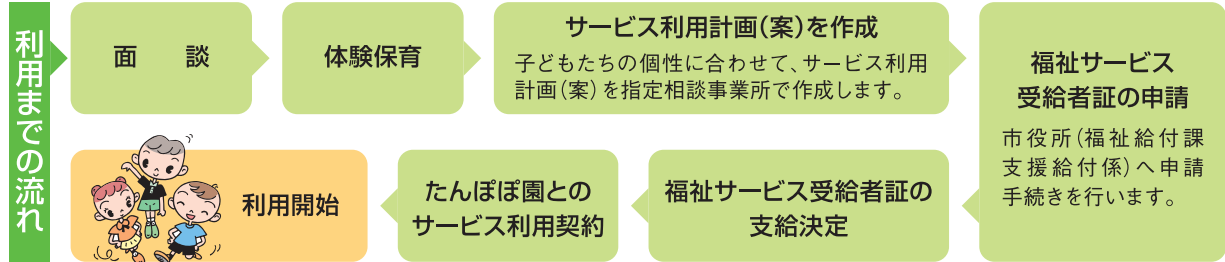 利用までの流れ
面　　談
体験保育
サービス利用計画（案）を作成
子どもたちの個性に合わせて、サービス利用
計画（案）を指定相談事業所で作成します。
福祉サービス
受給者証の申請
市役所（福祉給付課
支援給付係）へ申請
手続きを行います。
福祉サービス受給者証の
支給決定
たんぽぽ園との
サービス利用契約
利用開始